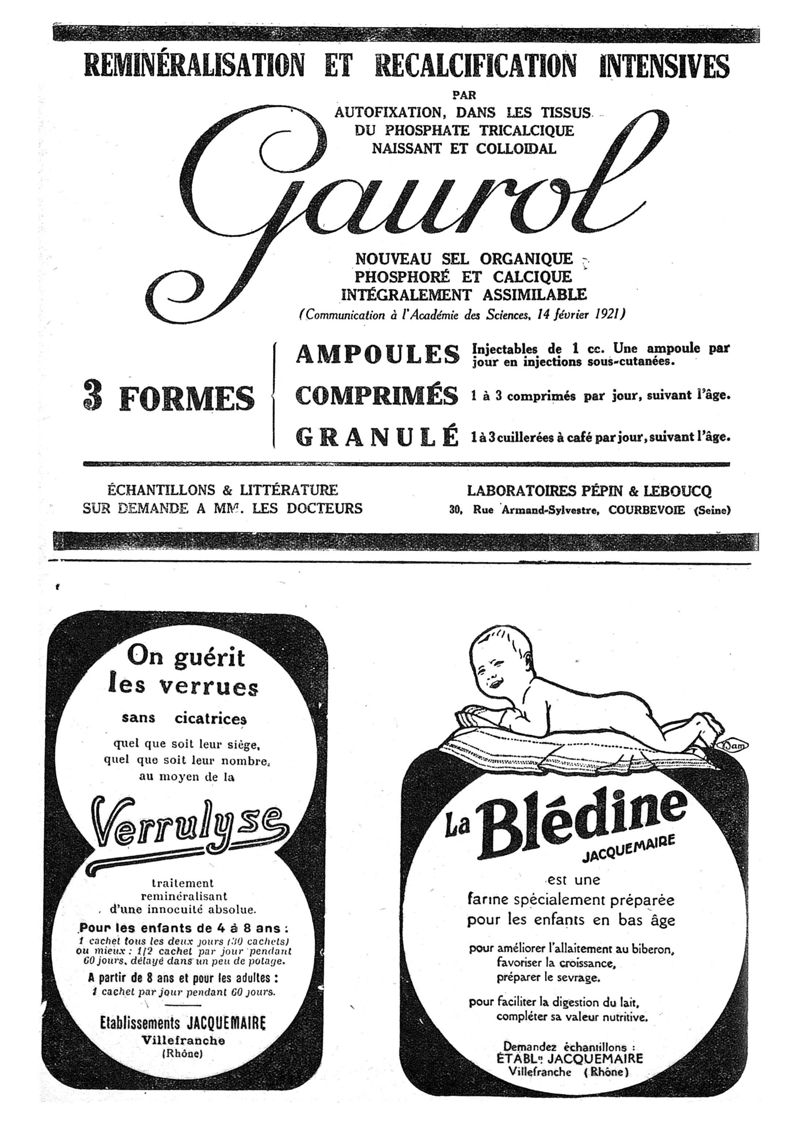 REMINÉRALISATION ET RECALCIFICATION INTENSIVES
PAR
AUTOFIXATION, DANS LES TISSUS
DU PHOSPHATE TRICALCIQUE
NAISSANT ET COLLOIDAL
Gaurol
NOUVEAU SEL ORGANIQUE
PHOSPHORÉ ET CALCIQUE
INTÉGRALEMENT ASSIMILABLE
(Communication à l'Académie des Sciences, 14 février 1921)
3 FORMES
AMPOULES Injectables de 1 cc. Une ampoule par
jour en injections sous-cutanées.
COMPRIMÉS 1 à 3 comprimés par jour, suivant l'âge.
GRANULÉ 1 à 3 cuillerées à café par jour, suivant l'âge.
ÉCHANTILLONS & LITTÉRATURE
SUR DEMANDE A MM. LES DOCTEURS
LABORATOIRES PÉPIN & LEBOUCQ
30, Rue Armand-Sylvestre, COURBEVOIE (Seine)
On guérit
les verrues
sans cicatrices
quel que soit leur siège,
quel que soit leur nombre,
au moyen de la
Verrulyse
traitement
reminéralisant
d'une innocuité absolue.
Pour les enfants de 4 à 8 ans :
1 cachet tous les deux jours (30 cachets)
ou mieux : 1/2 cachet par jour pendant
60 jours, délayé dans un peu de potage.
A partir de 8 ans et pour les adultes :
1 cachet par jour pendant 60 jours.
Etablissements JACQUEMAIRE
Villefranche
(Rhône)
Dam
La Blédine
JACQUEMAIRE
est une
farine spécialement préparée
pour les enfants en bas âge
pour améliorer l'allaitement au biberon,
favoriser la croissance,
préparer le sevrage.
pour faciliter la digestion du lait,
compléter sa valeur nutritive.
Demandez échantillons :
ÉTABLts JACQUEMAIRE
Villefranche (Rhône)